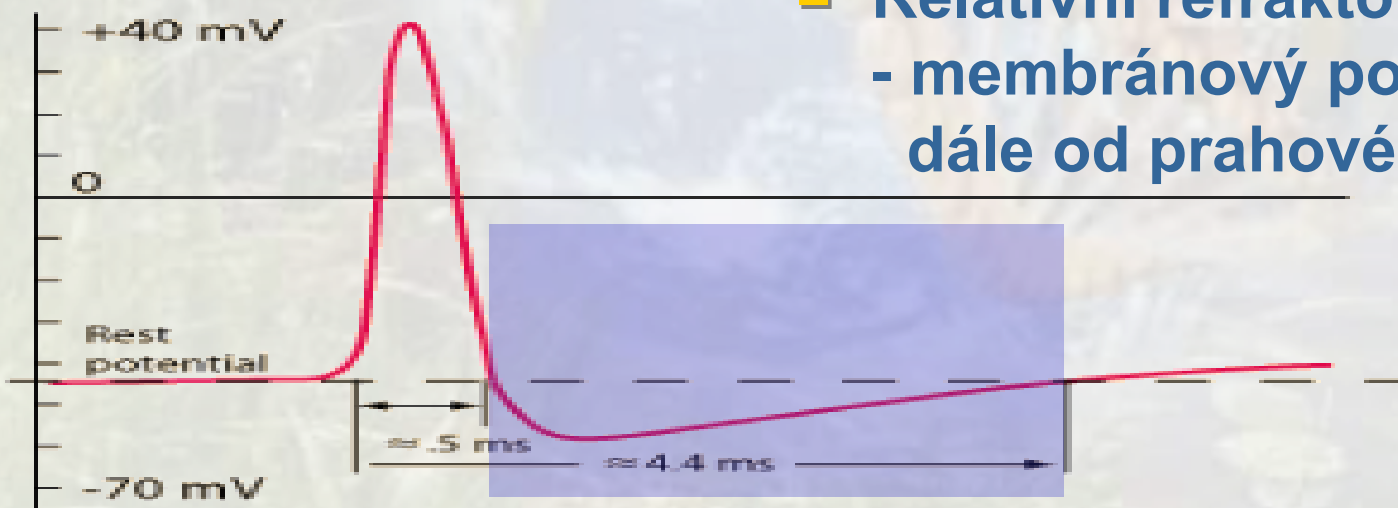 Relativní refrakto
- membránový po
dále od prahové
+40 mV
0
Rest
potential
≈.5 ms
≈4.4 ms
-70 mV